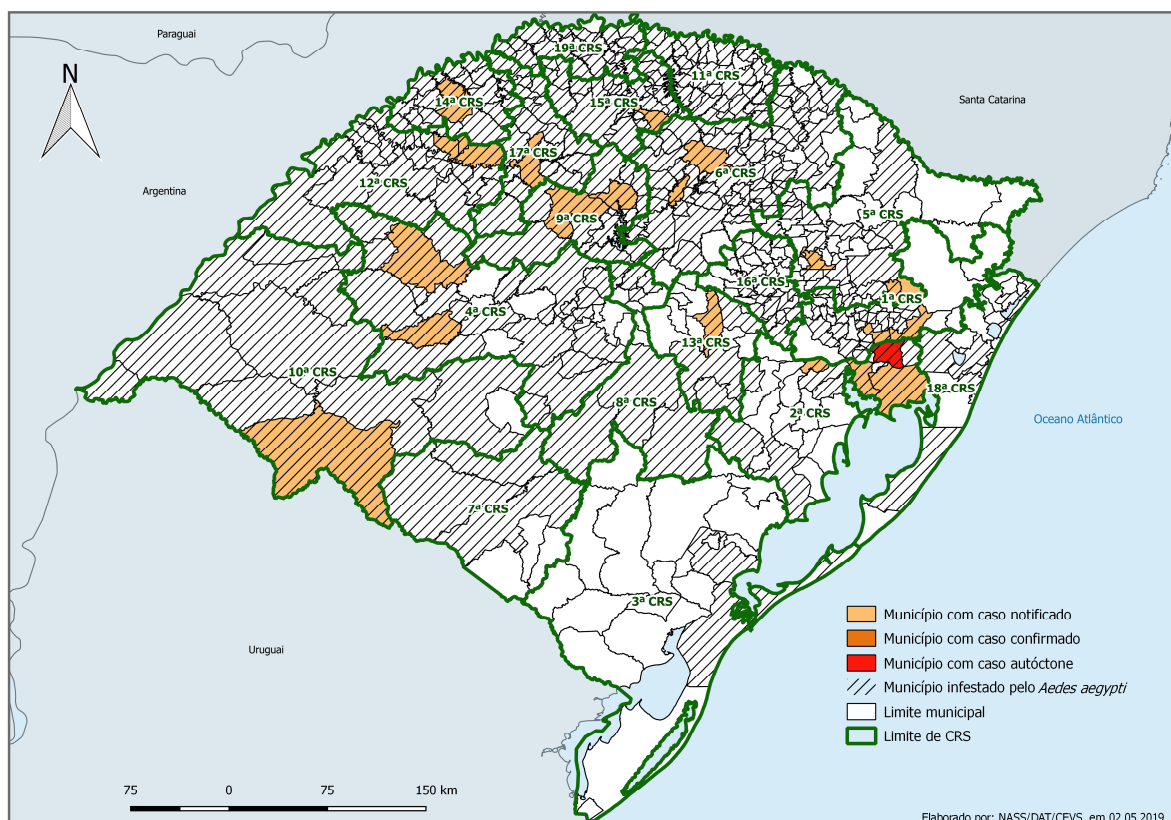 Paraguai
N
Santa Catarina
Argentina
19ª CRS
11ª CRS
14ª CRS
15ª CRS
17ª CRS
6ª CRS
12ª CRS
9ª CRS
5ª CRS
16ª CRS
1ª CRS
4ª CRS
13ª CRS
10ª CRS
18ª CRS
8ª CRS
2ª CRS
Oceano Atlântico
7ª CRS
3ª CRS
Uruguai
Município com caso notificado
Município com caso confirmado
Município com caso autóctone
Município infestado pelo Aedes aegypti
Limite municipal
Limite de CRS
75 0 75 150 km
Elaborado por: NASS/DAT/CEVS, em 02.05.2019